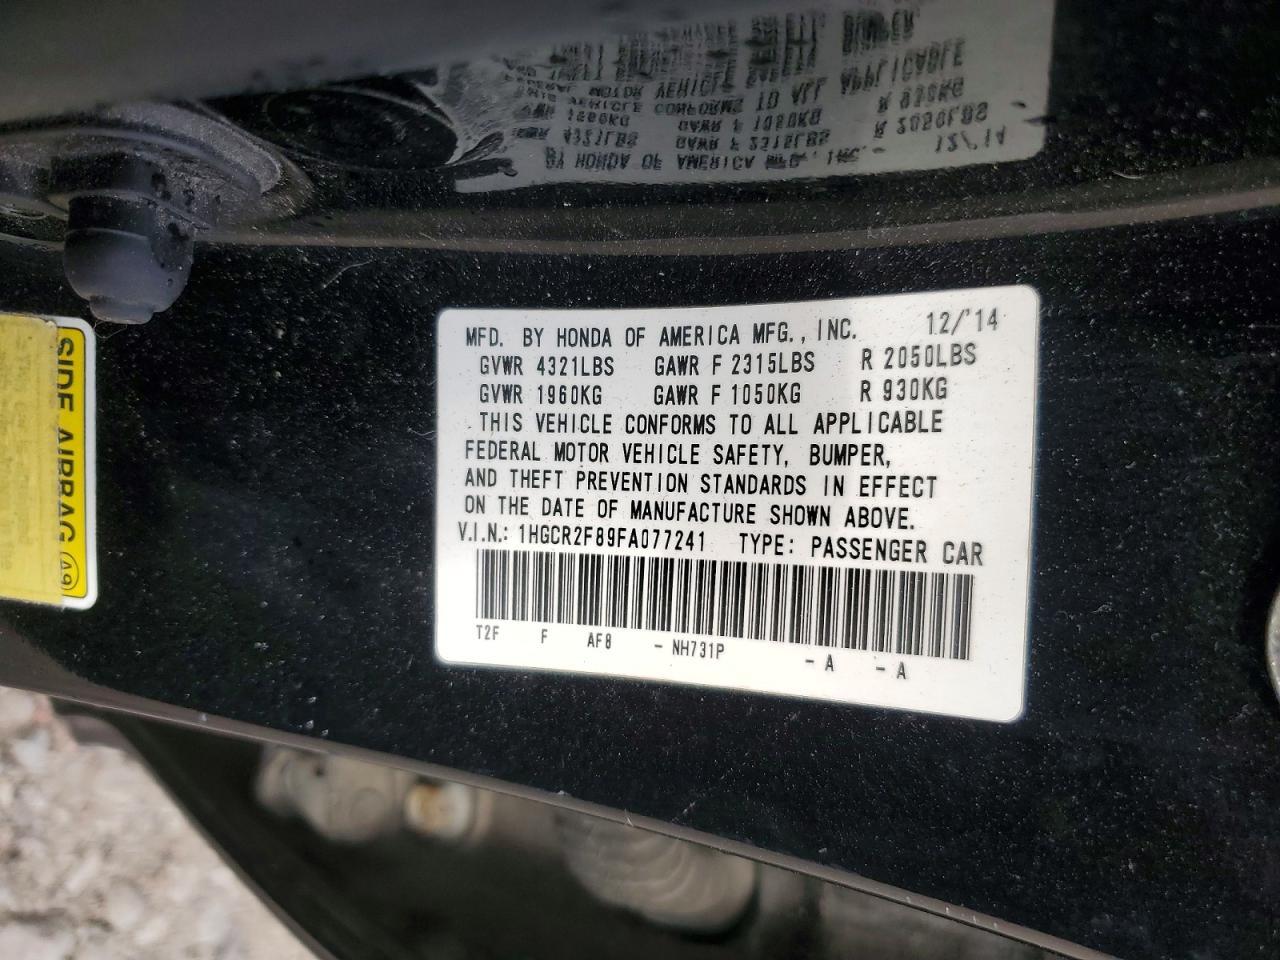 MFD. BY HONDA OF AMERICA MFG., INC. 12/'14
GVWR 4321LBS GAWR F 2315LBS R 2050LBS
GVWR 1960KG GAWR F 1050KG R 930KG
THIS VEHICLE CONFORMS TO ALL APPLICABLE
FEDERAL MOTOR VEHICLE SAFETY, BUMPER,
AND THEFT PREVENTION STANDARDS IN EFFECT
ON THE DATE OF MANUFACTURE SHOWN ABOVE.
V.I.N.: 1HGCR2F89FA077241 TYPE: PASSENGER CAR
T2F F AF8 - NH731P - A - A
SIDE AIRBAG